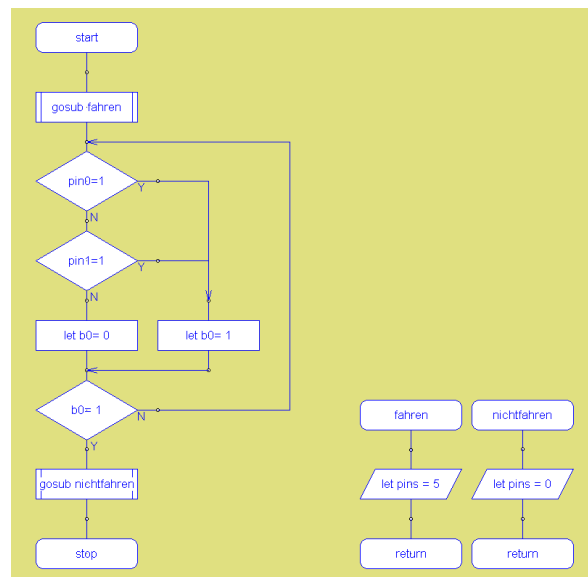 start
gosub fahren
pin0=1
Y
N
pin1=1
Y
N
let b0= 0
let b0= 1
b0= 1
N
Y
gosub nichtfahren
stop
fahren
let pins = 5
return
nichtfahren
let pins = 0
return